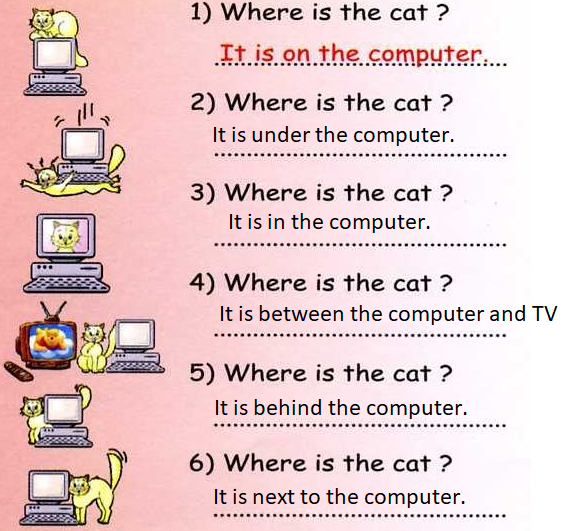 1) Where is the cat ?
It is on the computer.
2) Where is the cat ?
It is under the computer.
3) Where is the cat ?
It is in the computer.
4) Where is the cat ?
It is between the computer and TV
5) Where is the cat ?
It is behind the computer.
6) Where is the cat ?
It is next to the computer.